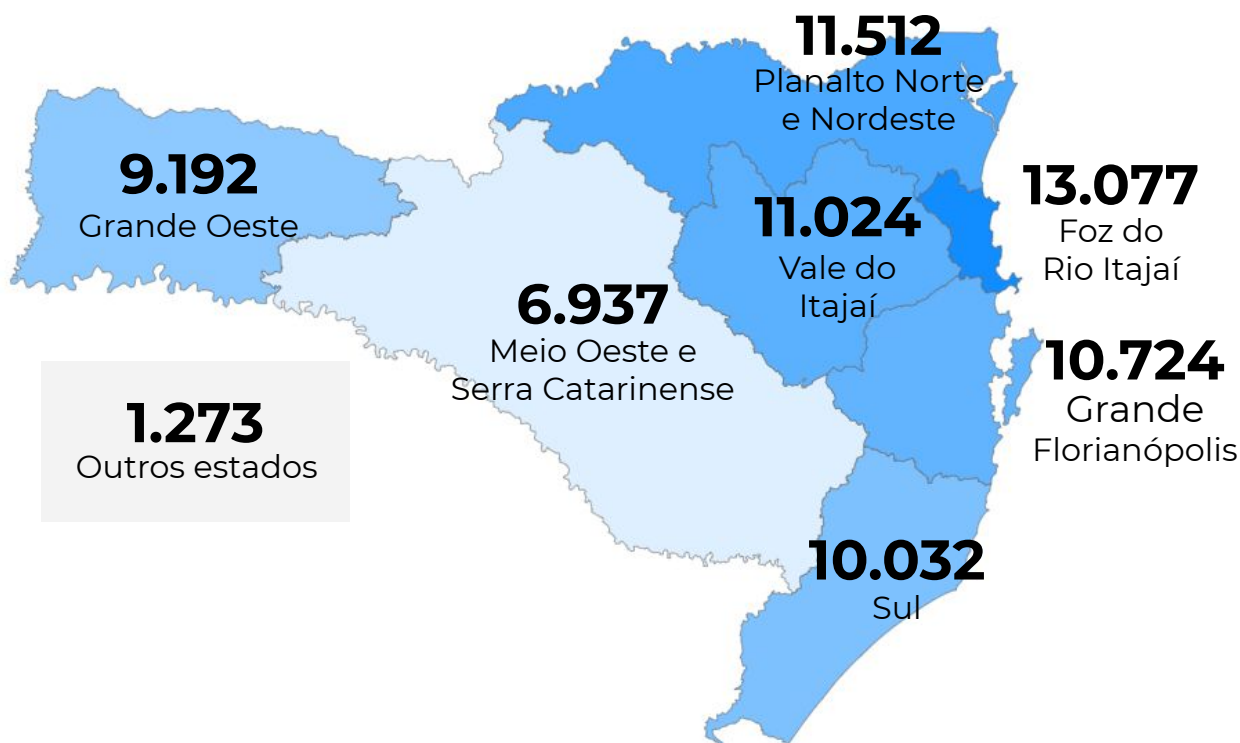 11.512
Planalto Norte
e Nordeste
9.192
Grande Oeste
13.077
Foz do
Rio Itajaí
11.024
Vale do
Itajaí
6.937
Meio Oeste e
Serra Catarinense
10.724
Grande
Florianópolis
1.273
Outros estados
10.032
Sul